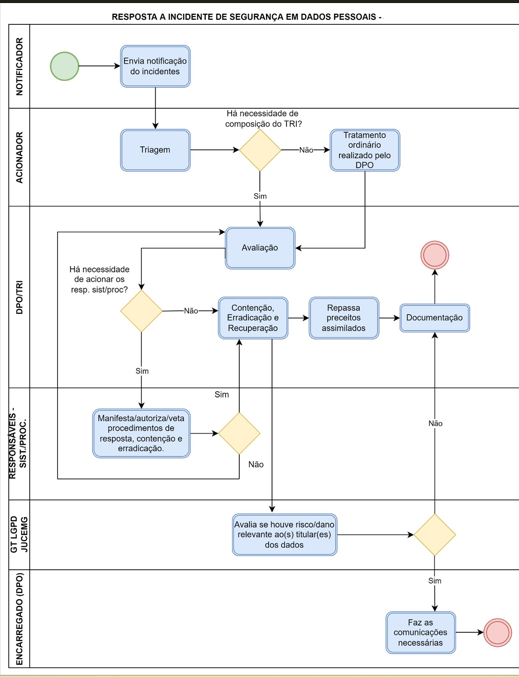 RESPOSTA A INCIDENTE DE SEGURANÇA EM DADOS PESSOAIS -
NOTIFICADOR
Envia notificação
do incidentes
ACIONADOR
Triagem
Há necessidade de
composição do TRI?
Não
Tratamento
ordinário
realizado pelo
DPO
Sim
DPO/TRI
Avaliação
Há necessidade
de acionar os
resp. sist/proc?
Não
Contenção,
Erradicação e
Recuperação
Repassa
preceitos
assimilados
Documentação
Sim
RESPONSÁVEIS -
SIST./PROC.
Manifesta/autoriza/veta
procedimentos de
resposta, contenção e
erradicação.
Sim
Não
Não
GT LGPD
JUCEMG
Avalia se houve risco/dano
relevante ao(s) titular(es)
dos dados
Sim
ENCARREGADO (DPO)
Faz as
comunicações
necessárias